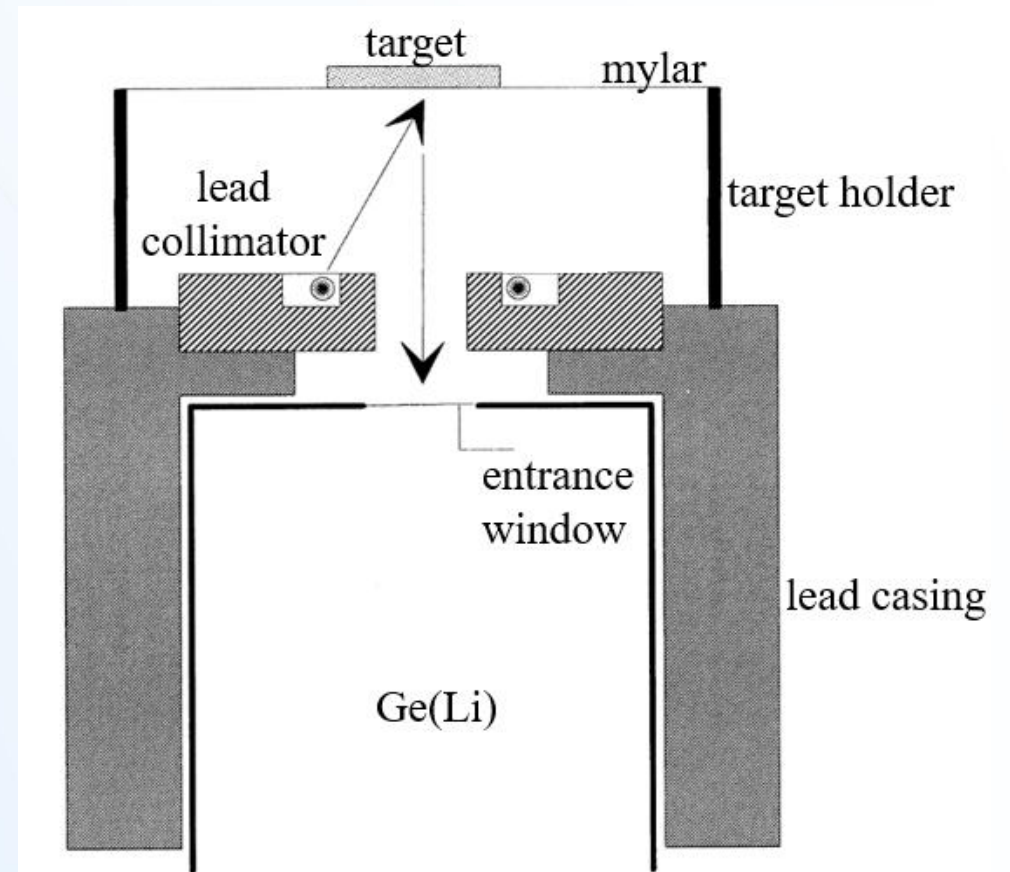 target
mylar
lead
collimator
target holder
entrance
window
lead casing
Ge(Li)